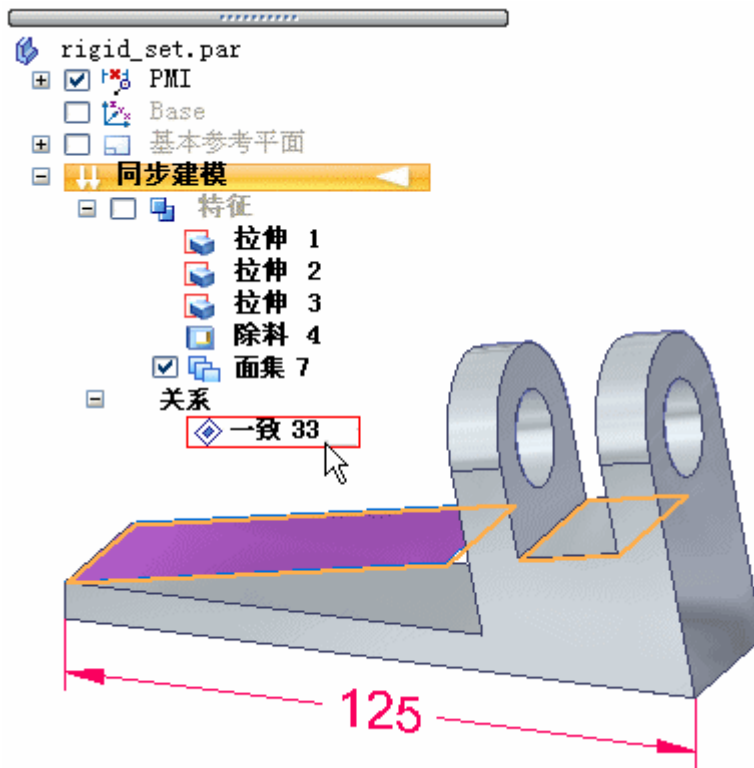 rigid_set.par
PMI
Base
基本参考平面
同步建模
特征
拉伸 1
拉伸 2
拉伸 3
除料 4
面集 7
关系
一致 33
125